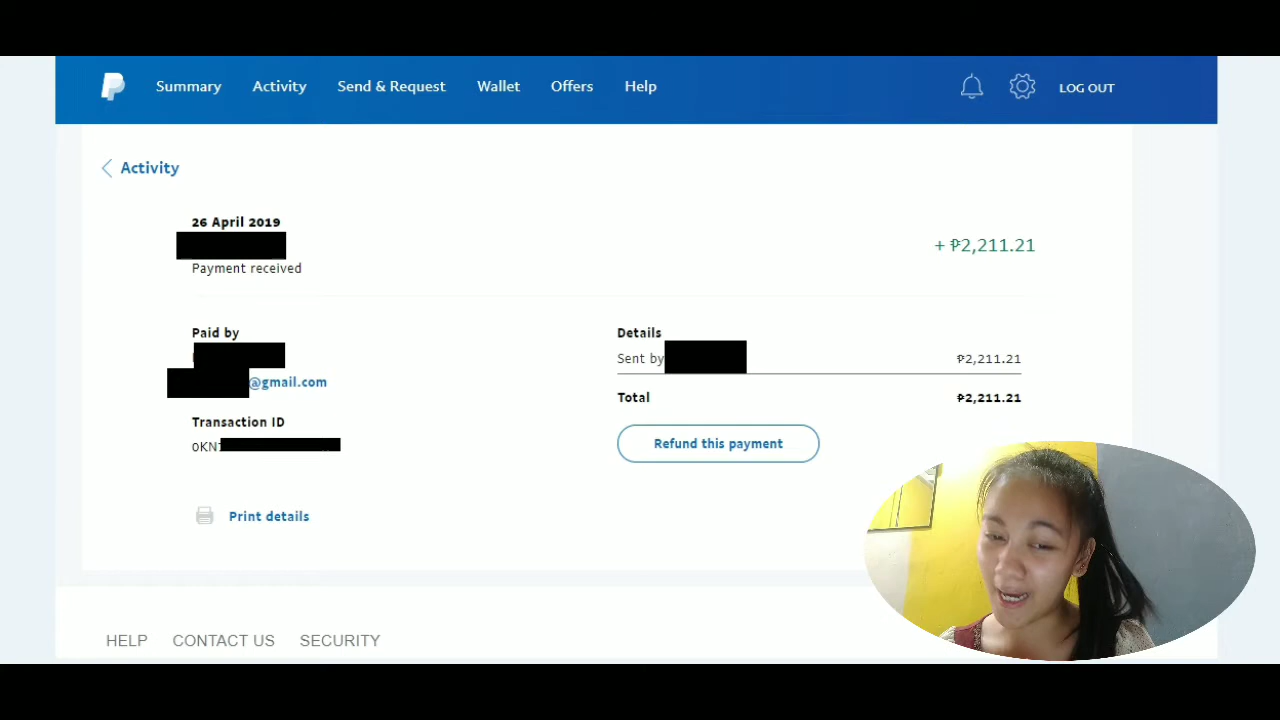 Summary Activity Send & Request Wallet Offers Help LOG OUT
Activity
26 April 2019
+ ₱2,211.21
Payment received
Paid by
@gmail.com
Transaction ID
0KN
Print details
Details
Sent by ₱2,211.21
Total ₱2,211.21
Refund this payment
HELP CONTACT US SECURITY